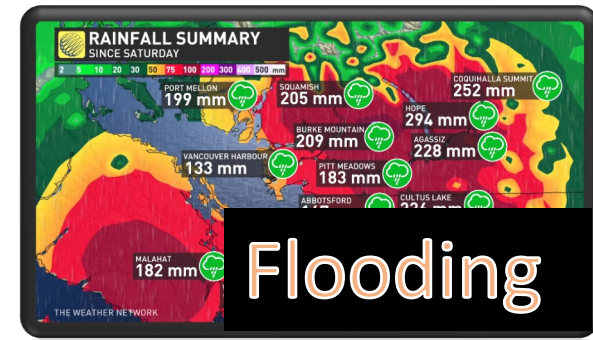 RAINFALL SUMMARY
SINCE SATURDAY
2 5 10 20 30 50 75 100 200 300 400 500 mm
PORT MELLON
199 mm
SQUAMISH
205 mm
COQUIHALLA SUMMIT
252 mm
HOPE
294 mm
BURKE MOUNTAIN
209 mm
AGASSIZ
228 mm
VANCOUVER HARBOUR
133 mm
PITT MEADOWS
183 mm
ABBOTSFORD
CULTUS LAKE
MALAHAT
182 mm
Flooding
THE WEATHER NETWORK